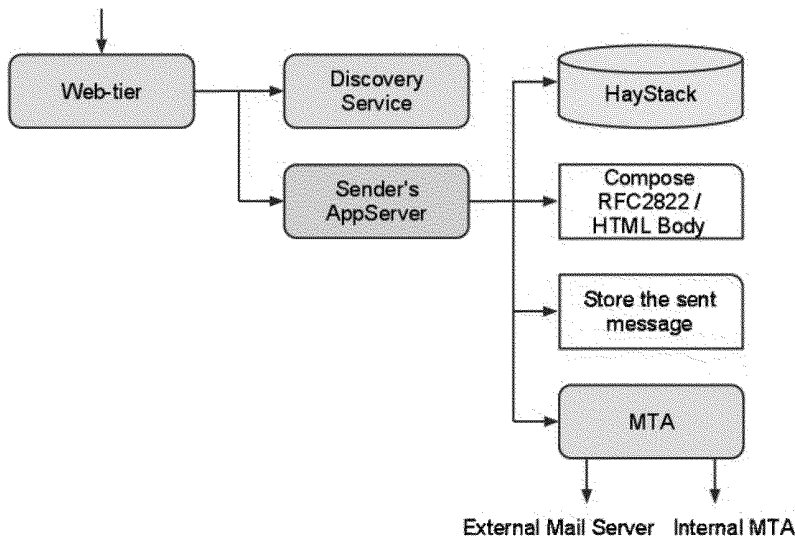 Web-tier
Discovery
Service
HayStack
Sender's
AppServer
Compose
RFC2822 /
HTML Body
Store the sent
message
MTA
External Mail Server
Internal MTA